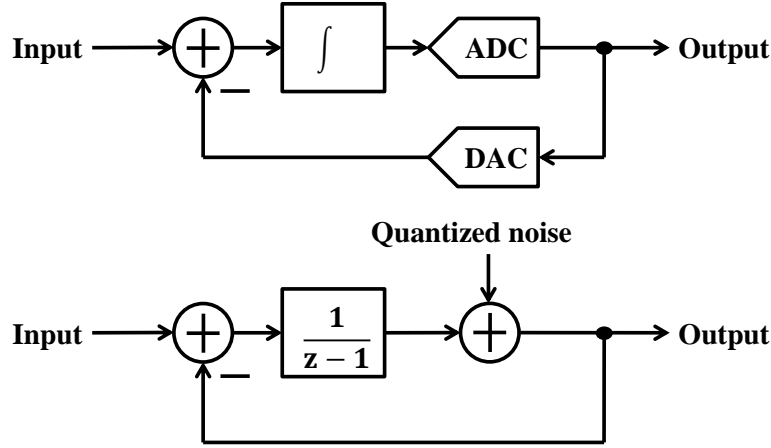 Input
∫
ADC
Output
−
DAC
Quantized noise
Input
1
z − 1
Output
−